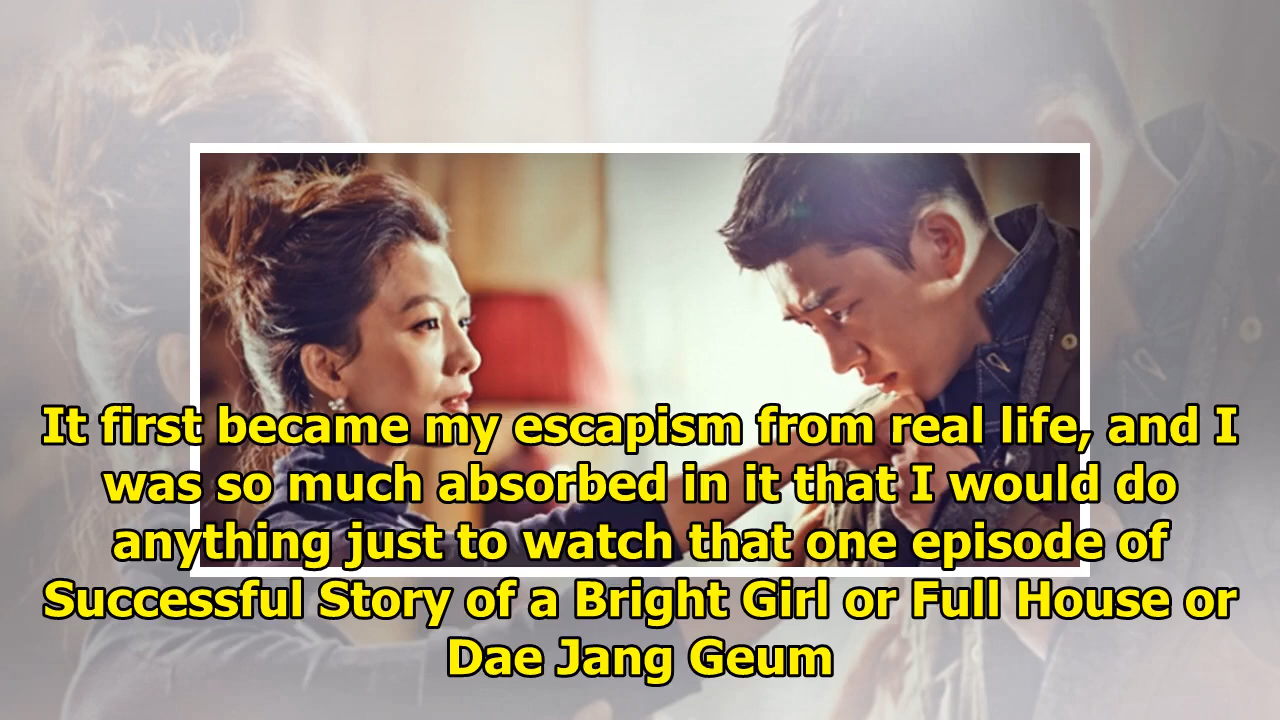 It first became my escapism from real life, and I
was so much absorbed in it that I would do
anything just to watch that one episode of
Successful Story of a Bright Girl or Full House or
Dae Jang Geum